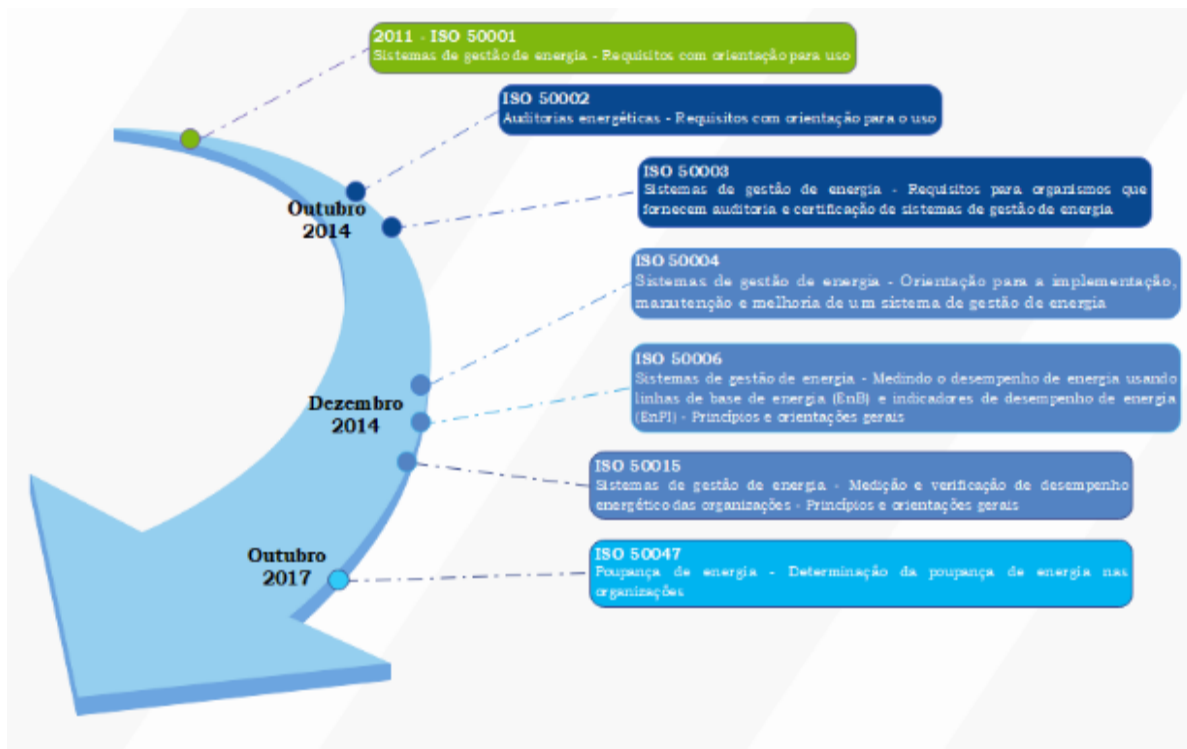 2011 - ISO 50001
Sistemas de gestão de energia - Requisitos com orientação para uso
ISO 50002
Auditorias energéticas - Requisitos com orientação para o uso
Outubro
2014
ISO 50003
Sistemas de gestão de energia - Requisitos para organismos que
fornecem auditoria e certificação de sistemas de gestão de energia
ISO 50004
Sistemas de gestão de energia - Orientação para a implementação,
manutenção e melhoria de um sistema de gestão de energia
Dezembro
2014
ISO 50006
Sistemas de gestão de energia - Medindo o desempenho de energia usando
linhas de base de energia (EnB) e indicadores de desempenho de energia
(EnPI) - Princípios e orientações gerais
ISO 50015
Sistemas de gestão de energia - Medição e verificação de desempenho
energético das organizações - Princípios e orientações gerais
Outubro
2017
ISO 50047
Poupança de energia - Determinação da poupança de energia nas
organizações